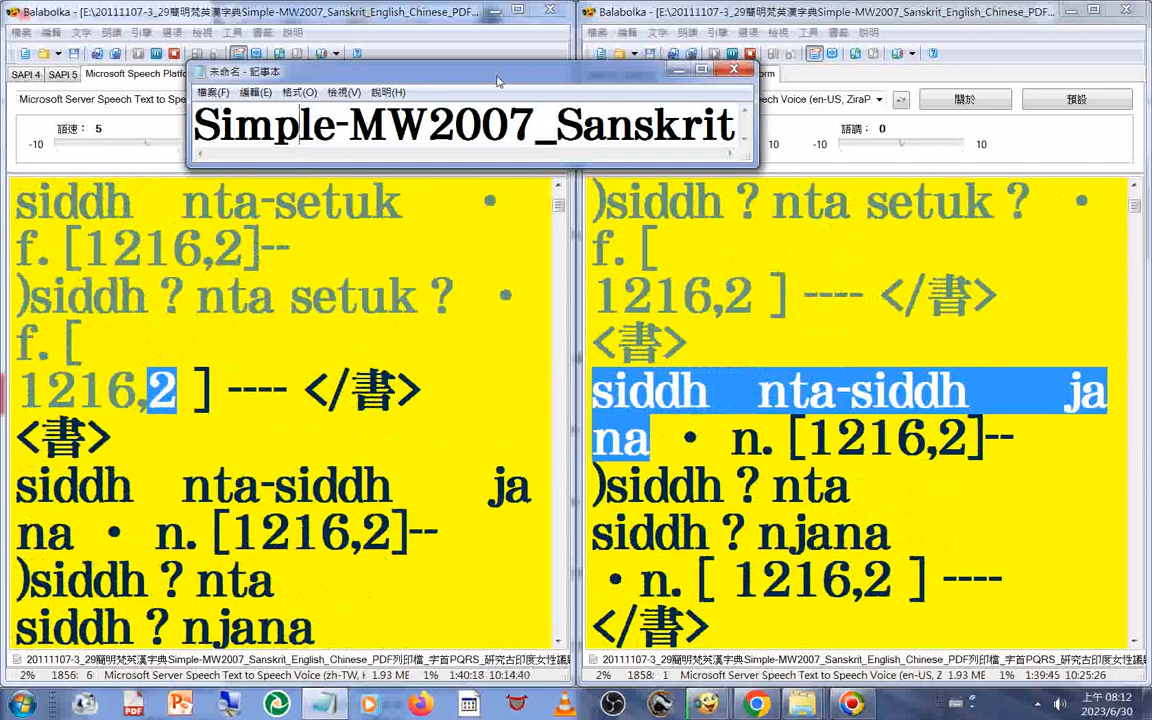 Balabolka - [E:\20111107-3_29簡明梵英漢字典Simple-MW2007_Sanskrit_English_Chinese_PDF...
檔案 編輯 文字 朗讀 引擎 選項 檢視 工具 書籤 說明
SAPI 4 SAPI 5 Microsoft Speech Platf
Microsoft Server Speech Text to Speec
語速： 5
-10
siddh nta-setuk •
f. [1216,2]--
)siddh ? nta setuk ? •
f. [
1216,2 ] ---- </書>
<書>
siddh nta-siddh ja
na • n. [1216,2]--
)siddh ? nta
siddh ? njana
20111107-3_29簡明梵英漢字典Simple-MW2007_Sanskrit_English_Chinese_PDF列印檔_字首PQRS_研究古印度女性議
2% 1856: 6 Microsoft Server Speech Text to Speech Voice (zh-TW, H 1.93 ME 1% 1:40:18 10:14:40
未命名 - 記事本
檔案(F) 編輯(E) 格式(O) 檢視(V) 說明(H)
Simple-MW2007_Sanskrit
Balabolka - [E:\20111107-3_29簡明梵英漢字典Simple-MW2007_Sanskrit_English_Chinese_PDF...
檔案 編輯 文字 朗讀 引擎 選項 檢視 工具 書籤 說明
orm
Speech Voice (en-US, ZiraP 關於 預設
語調： 0
10 -10 10
)siddh ? nta setuk ? •
f. [
1216,2 ] ---- </書>
<書>
siddh nta-siddh ja
na • n. [1216,2]--
)siddh ? nta
siddh ? njana
• n. [ 1216,2 ] ----
</書>
20111107-3_29簡明梵英漢字典Simple-MW2007_Sanskrit_English_Chinese_PDF列印檔_字首PQRS_研究古印度女性議
2% 1858: 1 Microsoft Server Speech Text to Speech Voice (en-US, Z 1.93 ME 1% 1:39:45 10:25:26
上午 08:12
2023/6/30